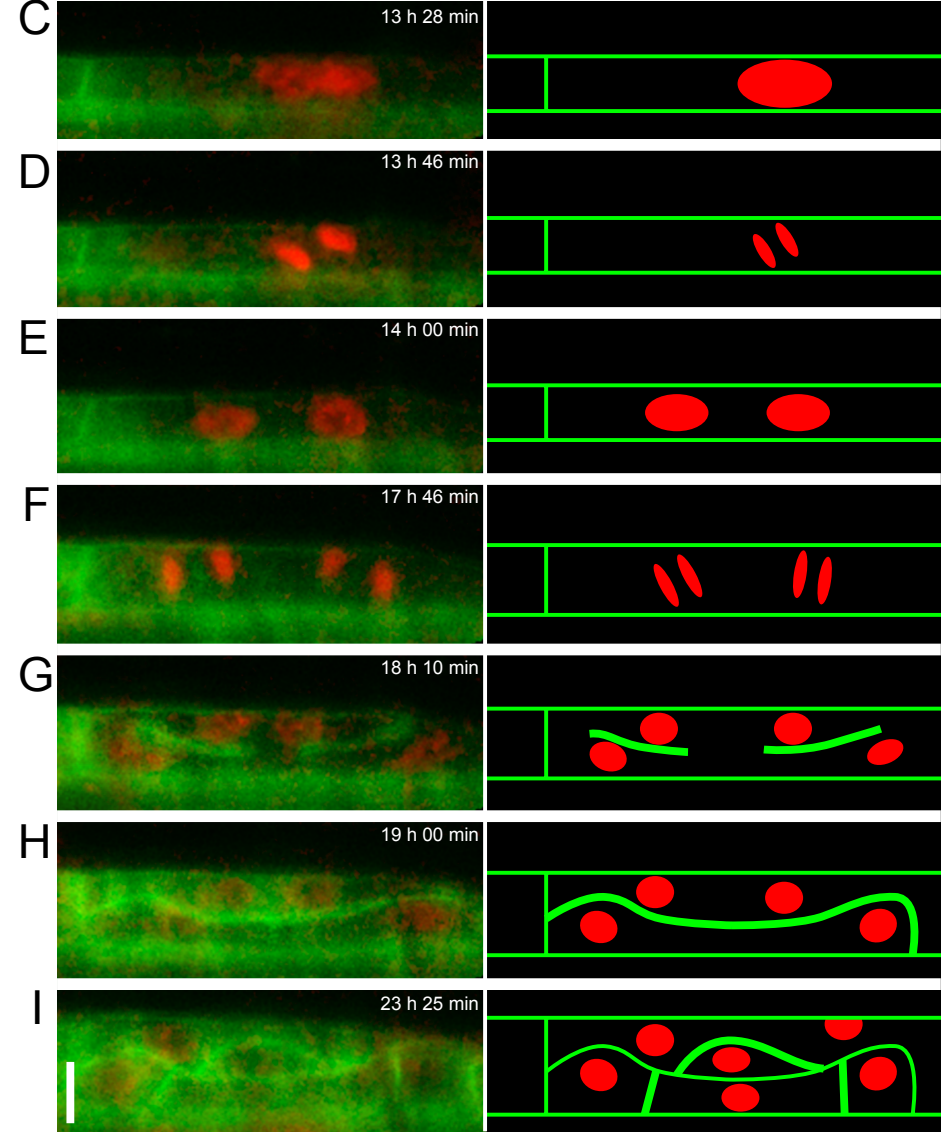 C
13 h 28 min
D
13 h 46 min
E
14 h 00 min
F
17 h 46 min
G
18 h 10 min
H
19 h 00 min
I
23 h 25 min